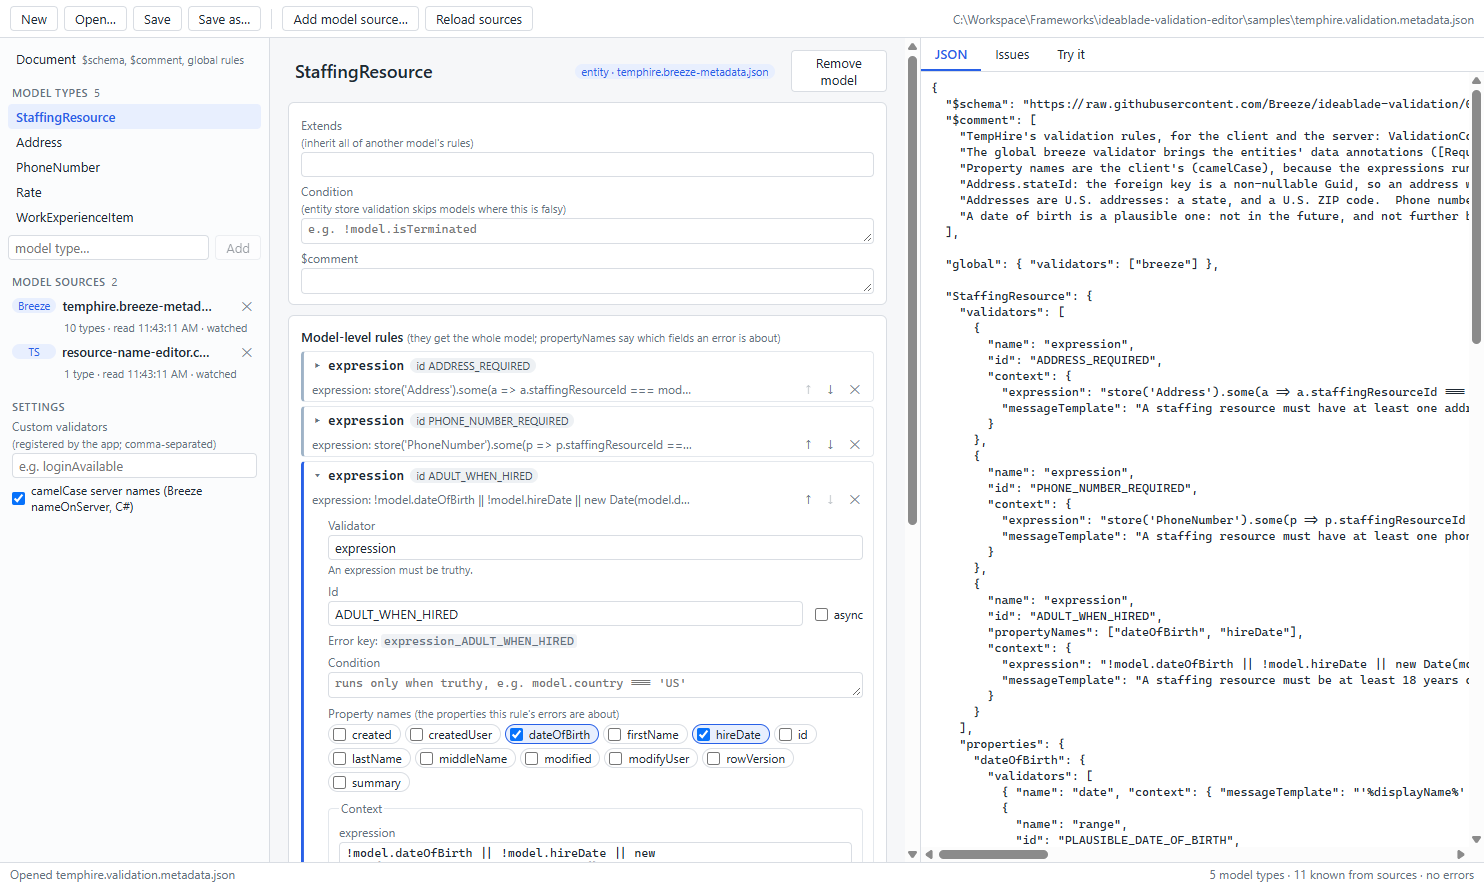 New Open... Save Save as... Add model source... Reload sources C:\Workspace\Frameworks\ideablade-validation-editor\samples\temphire.validation.metadata.json
Document $schema, $comment, global rules
MODEL TYPES 5
StaffingResource
Address
PhoneNumber
Rate
WorkExperienceItem
model type... Add
MODEL SOURCES 2
Breeze temphire.breeze-metad... ×
10 types · read 11:43:11 AM · watched
TS resource-name-editor.c... ×
1 type · read 11:43:11 AM · watched
SETTINGS
Custom validators
(registered by the app; comma-separated)
e.g. loginAvailable
camelCase server names (Breeze
nameOnServer, C#)
StaffingResource entity · temphire.breeze-metadata.json Remove
model
Extends
(inherit all of another model's rules)
Condition
(entity store validation skips models where this is falsy)
e.g. !model.isTerminated
$comment
Model-level rules (they get the whole model; propertyNames say which fields an error is about)
expression id ADDRESS_REQUIRED
expression: store('Address').some(a => a.staffingResourceId === mod... ↑ ↓ ×
expression id PHONE_NUMBER_REQUIRED
expression: store('PhoneNumber').some(p => p.staffingResourceId ==... ↑ ↓ ×
expression id ADULT_WHEN_HIRED
expression: !model.dateOfBirth || !model.hireDate || new Date(model.d... ↑ ↓ ×
Validator
expression
An expression must be truthy.
Id
ADULT_WHEN_HIRED async
Error key: expression_ADULT_WHEN_HIRED
Condition
runs only when truthy, e.g. model.country === 'US'
Property names (the properties this rule's errors are about)
created createdUser dateOfBirth firstName hireDate id
lastName middleName modified modifyUser rowVersion
summary
Context
expression
!model.dateOfBirth || !model.hireDate || new
JSON Issues Try it
{
"$schema": "https://raw.githubusercontent.com/Breeze/ideablade-validation/
"$comment": [
"TempHire's validation rules, for the client and the server: ValidationCo
"The global breeze validator brings the entities' data annotations ([Requ
"Property names are the client's (camelCase), because the expressions run
"Address.stateId: the foreign key is a non-nullable Guid, so an address w
"Addresses are U.S. addresses: a state, and a U.S. ZIP code. Phone numbe
"A date of birth is a plausible one: not in the future, and not further b
],
"global": { "validators": ["breeze"] },
"StaffingResource": {
"validators": [
{
"name": "expression",
"id": "ADDRESS_REQUIRED",
"context": {
"expression": "store('Address').some(a => a.staffingResourceId ===
"messageTemplate": "A staffing resource must have at least one addr
}
},
{
"name": "expression",
"id": "PHONE_NUMBER_REQUIRED",
"context": {
"expression": "store('PhoneNumber').some(p => p.staffingResourceId
"messageTemplate": "A staffing resource must have at least one phon
}
},
{
"name": "expression",
"id": "ADULT_WHEN_HIRED",
"propertyNames": ["dateOfBirth", "hireDate"],
"context": {
"expression": "!model.dateOfBirth || !model.hireDate || new Date(mo
"messageTemplate": "A staffing resource must be at least 18 years o
}
}
],
"properties": {
"dateOfBirth": {
"validators": [
{ "name": "date", "context": { "messageTemplate": "'%displayName%'
{
"name": "range",
"id": "PLAUSIBLE_DATE_OF_BIRTH",
Opened temphire.validation.metadata.json 5 model types · 11 known from sources · no errors